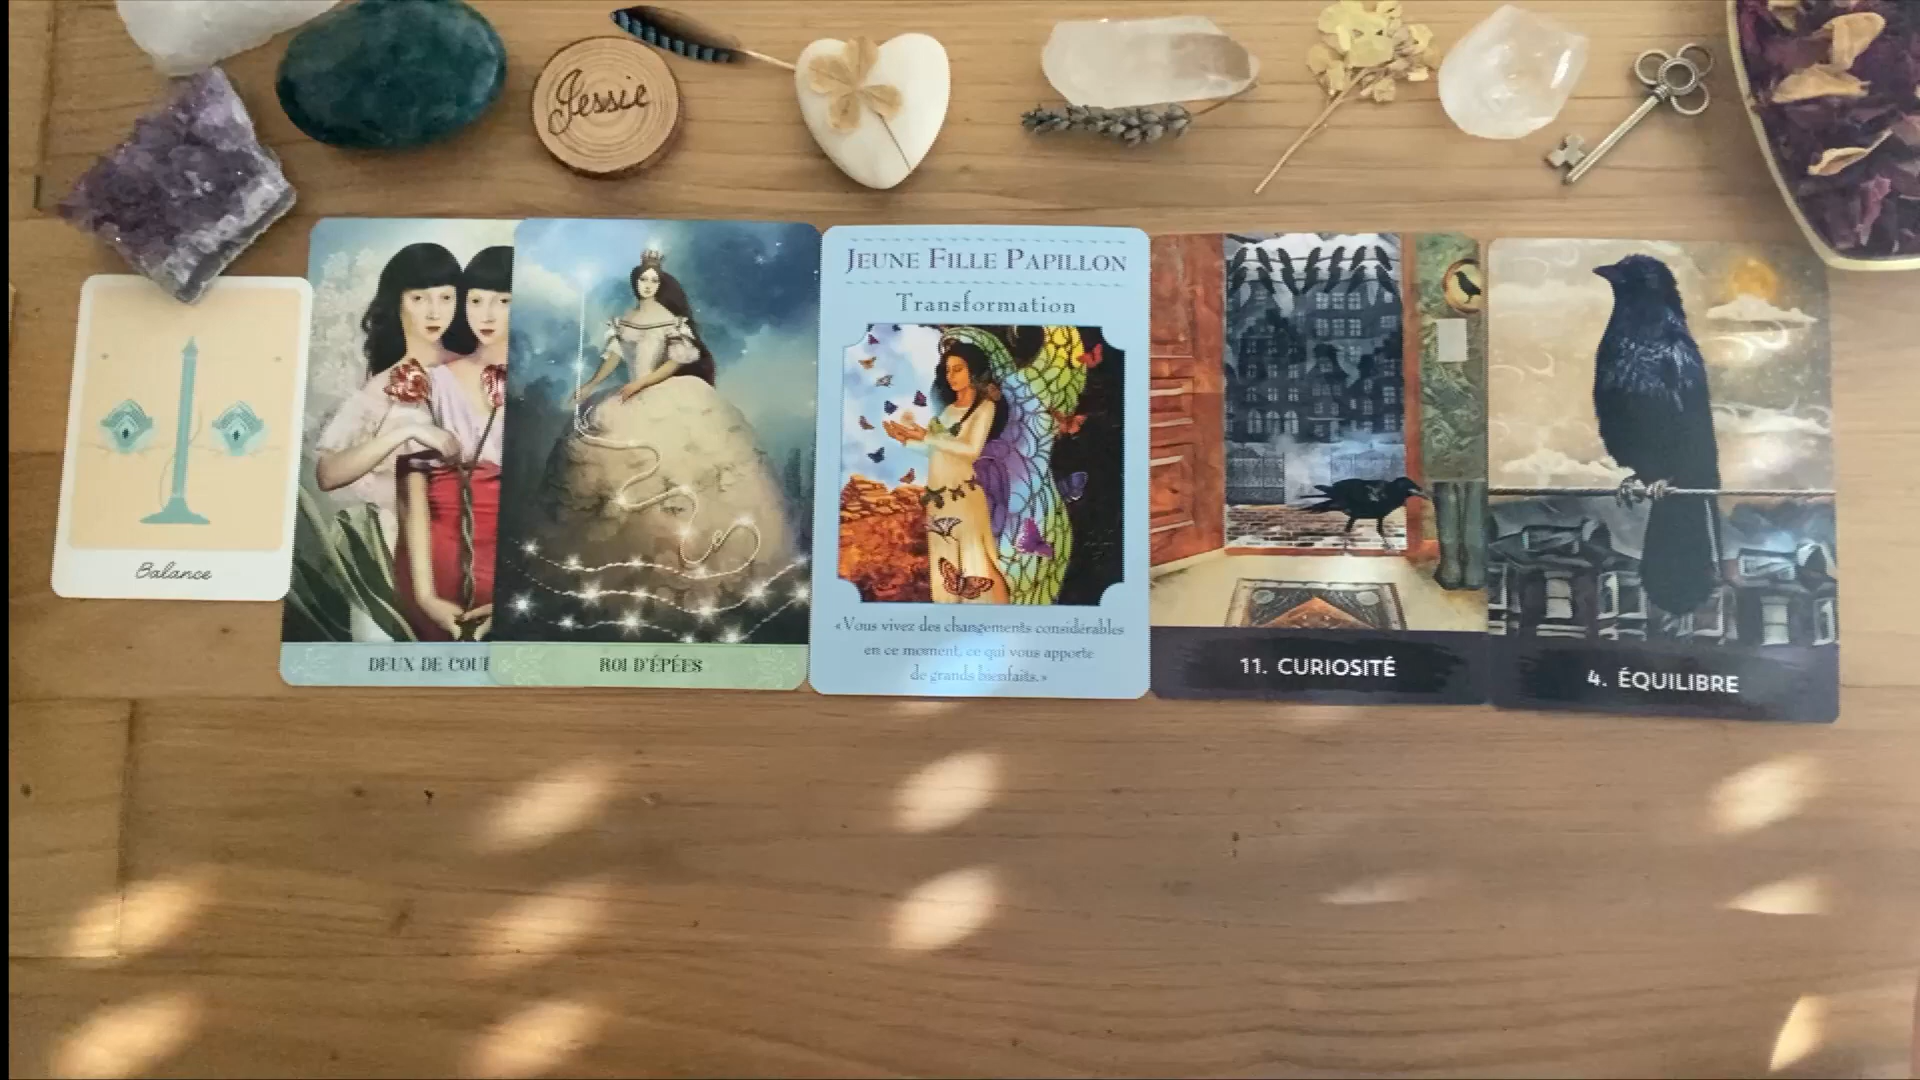 Jessie
Balance
DEUX DE COU
ROI D'ÉPÉES
JEUNE FILLE PAPILLON
Transformation
«Vous vivez des changements considérables
en ce moment, ce qui vous apporte
de grands bienfaits.»
11. CURIOSITÉ
4. ÉQUILIBRE